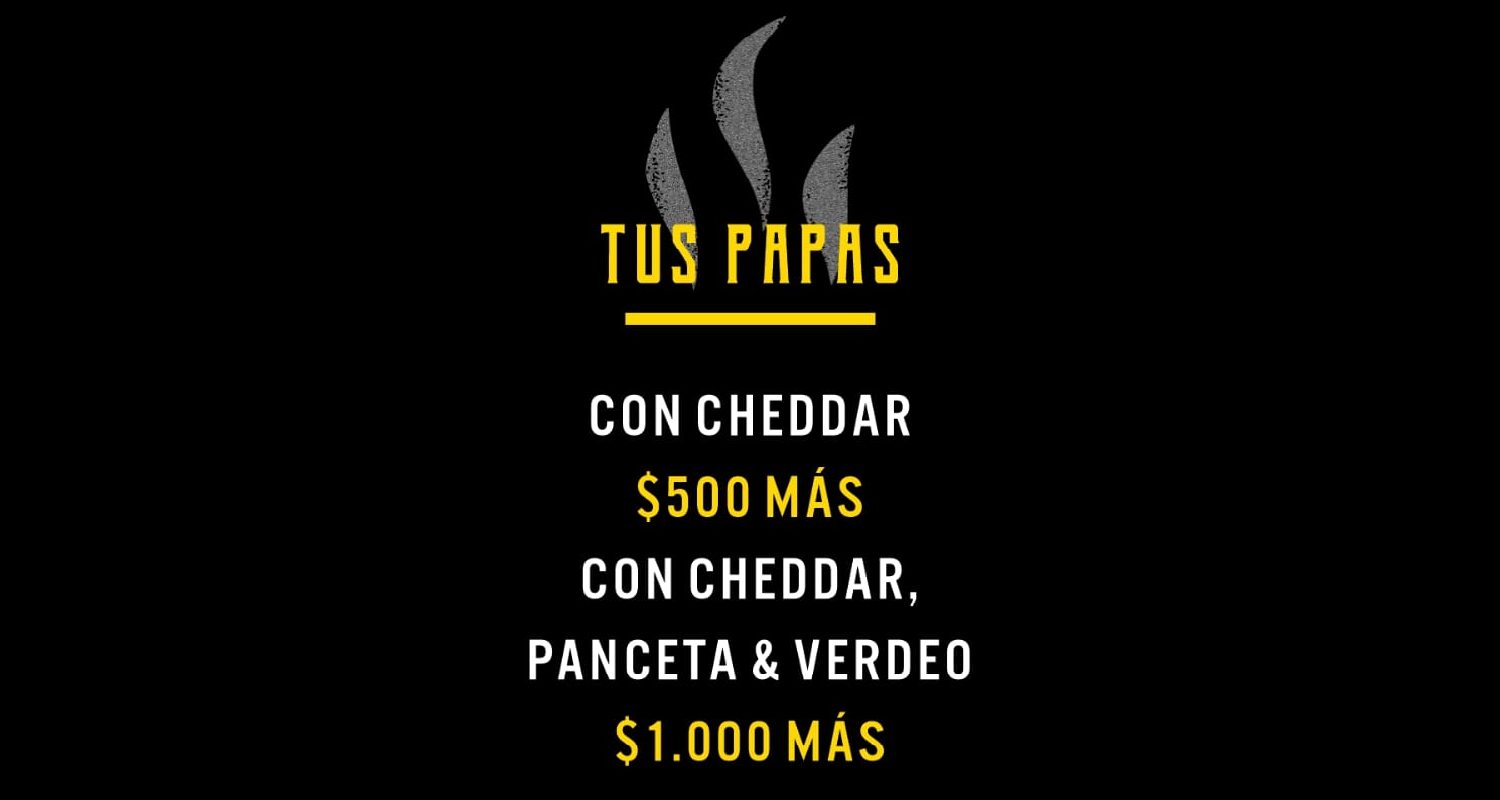 TUS PAPAS
CON CHEDDAR
$500 MÁS
CON CHEDDAR,
PANCETA & VERDEO
$1.000 MÁS